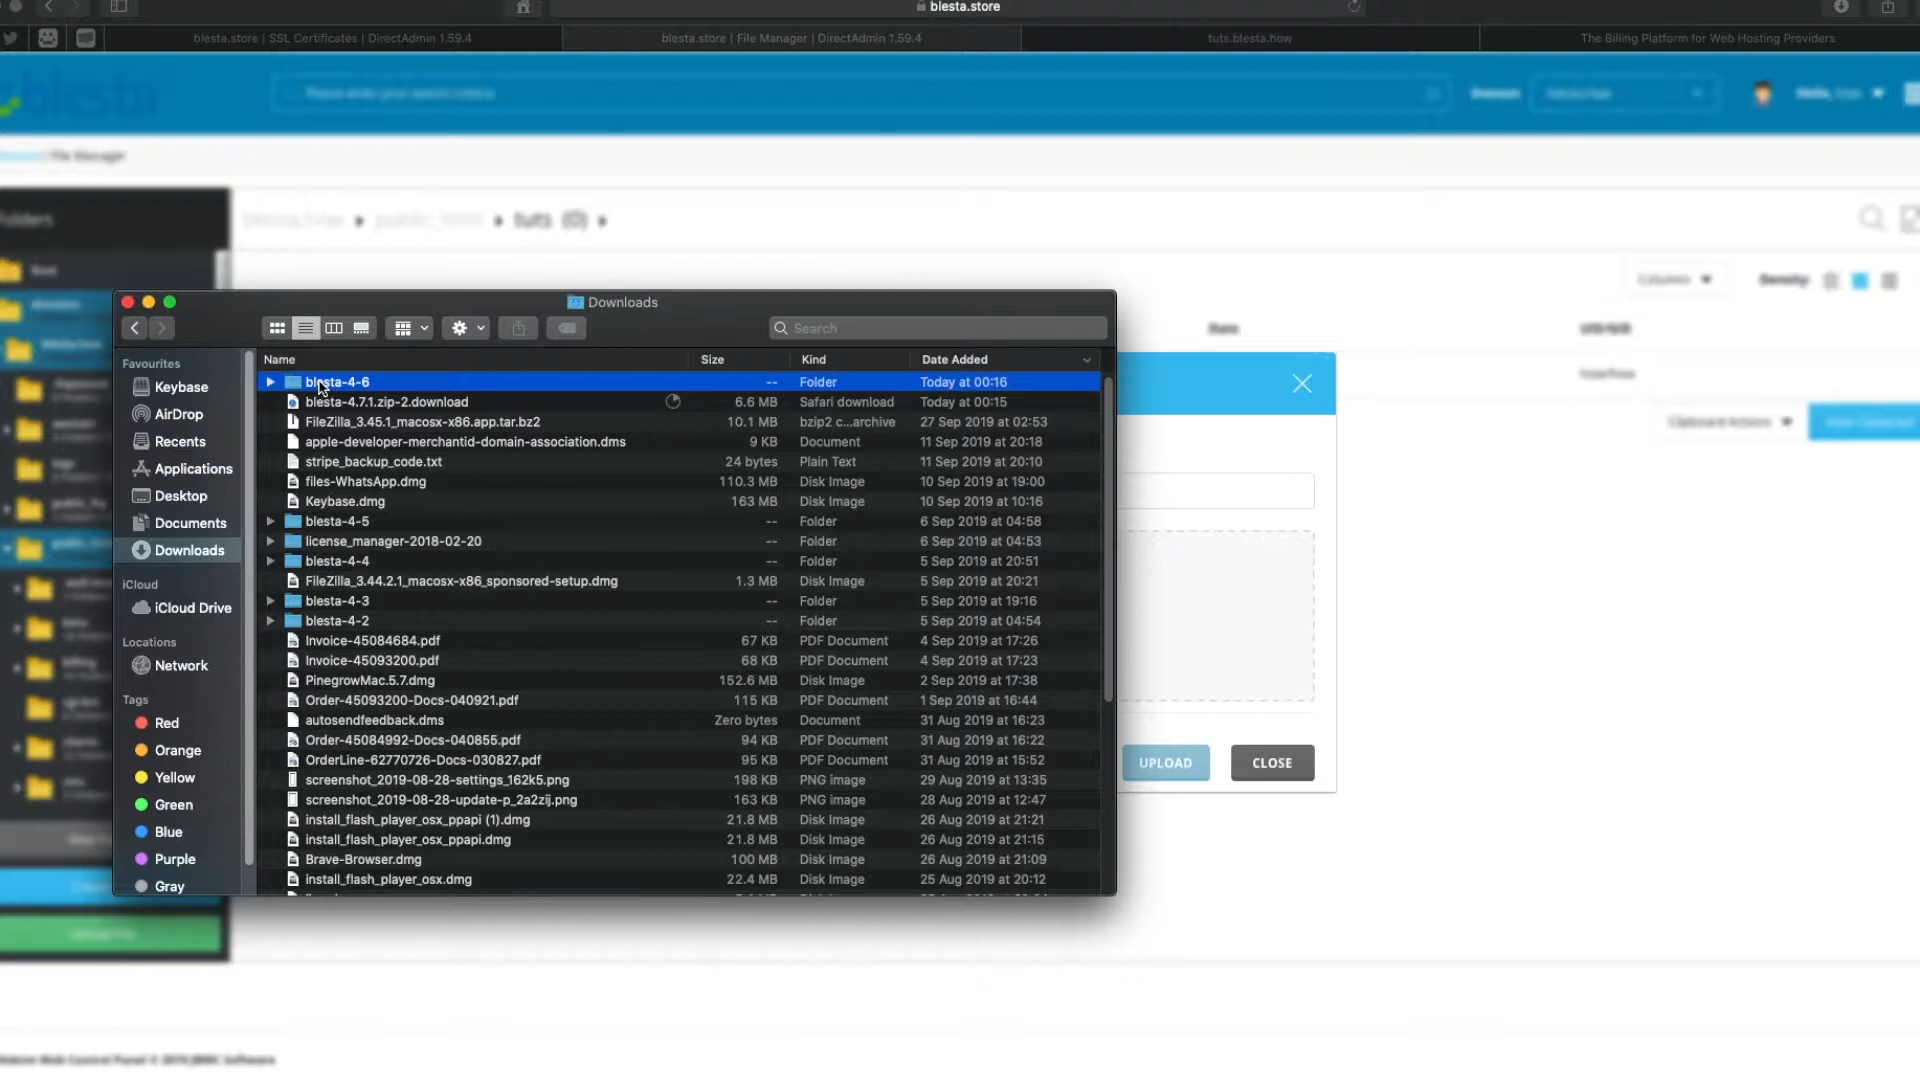 blesta.store
blesta.store | SSL Certificates | DirectAdmin 1.59.4
blesta.store | File Manager | DirectAdmin 1.59.4
tuts.blesta.how
The Billing Platform for Web Hosting Providers
blesta
Please enter your search criteria
Domain
Hello,
File Manager
Folders
public_html
tuts (0)
Columns
Density:
Date
Clipboard Actions
UPLOAD
CLOSE
Downloads
Search
Favourites
Keybase
AirDrop
Recents
Applications
Desktop
Documents
Downloads
iCloud
iCloud Drive
Locations
Network
Tags
Red
Orange
Yellow
Green
Blue
Purple
Gray
Name Size Kind Date Added
blesta-4-6 -- Folder Today at 00:16
blesta-4.7.1.zip-2.download 6.6 MB Safari download Today at 00:15
FileZilla_3.45.1_macosx-x86.app.tar.bz2 10.1 MB bzip2 c...archive 27 Sep 2019 at 02:53
apple-developer-merchantid-domain-association.dms 9 KB Document 11 Sep 2019 at 20:18
stripe_backup_code.txt 24 bytes Plain Text 11 Sep 2019 at 20:10
files-WhatsApp.dmg 110.3 MB Disk Image 10 Sep 2019 at 19:00
Keybase.dmg 163 MB Disk Image 10 Sep 2019 at 10:16
blesta-4-5 -- Folder 6 Sep 2019 at 04:58
license_manager-2018-02-20 -- Folder 6 Sep 2019 at 04:53
blesta-4-4 -- Folder 5 Sep 2019 at 20:51
FileZilla_3.44.2.1_macosx-x86_sponsored-setup.dmg 1.3 MB Disk Image 5 Sep 2019 at 20:21
blesta-4-3 -- Folder 5 Sep 2019 at 19:16
blesta-4-2 -- Folder 5 Sep 2019 at 04:54
Invoice-45084684.pdf 67 KB PDF Document 4 Sep 2019 at 17:26
Invoice-45093200.pdf 68 KB PDF Document 4 Sep 2019 at 17:23
PinegrowMac.5.7.dmg 152.6 MB Disk Image 2 Sep 2019 at 17:38
Order-45093200-Docs-040921.pdf 115 KB PDF Document 1 Sep 2019 at 16:44
autosendfeedback.dms Zero bytes Document 31 Aug 2019 at 16:23
Order-45084992-Docs-040855.pdf 94 KB PDF Document 31 Aug 2019 at 16:22
OrderLine-62770726-Docs-030827.pdf 95 KB PDF Document 31 Aug 2019 at 15:52
screenshot_2019-08-28-settings_162k5.png 198 KB PNG image 29 Aug 2019 at 13:35
screenshot_2019-08-28-update-p_2a2zij.png 163 KB PNG image 28 Aug 2019 at 12:47
install_flash_player_osx_ppapi (1).dmg 21.8 MB Disk Image 26 Aug 2019 at 21:21
install_flash_player_osx_ppapi.dmg 21.8 MB Disk Image 26 Aug 2019 at 21:15
Brave-Browser.dmg 100 MB Disk Image 26 Aug 2019 at 21:09
install_flash_player_osx.dmg 22.4 MB Disk Image 25 Aug 2019 at 20:12